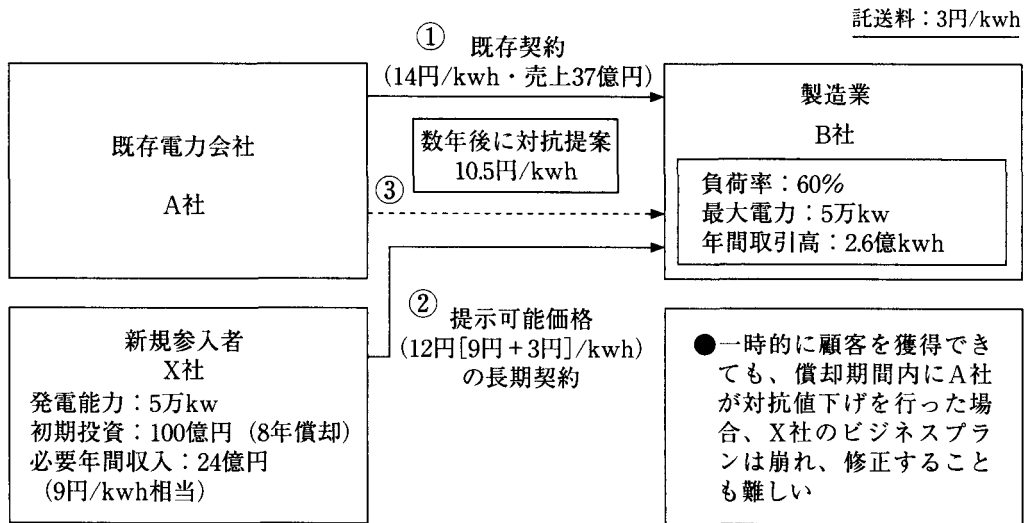 託送料：3円/kwh
① 既存契約
（14円/kwh・売上37億円）
既存電力会社
A社
数年後に対抗提案
10.5円/kwh
③
製造業
B社
負荷率：60%
最大電力：5万kw
年間取引高：2.6億kwh
② 提示可能価格
（12円[9円＋3円]/kwh）
の長期契約
新規参入者
X社
発電能力：5万kw
初期投資：100億円（8年償却）
必要年間収入：24億円
（9円/kwh相当）
●一時的に顧客を獲得でき
ても、償却期間内にA社
が対抗値下げを行った場
合、X社のビジネスプラ
ンは崩れ、修正すること
も難しい